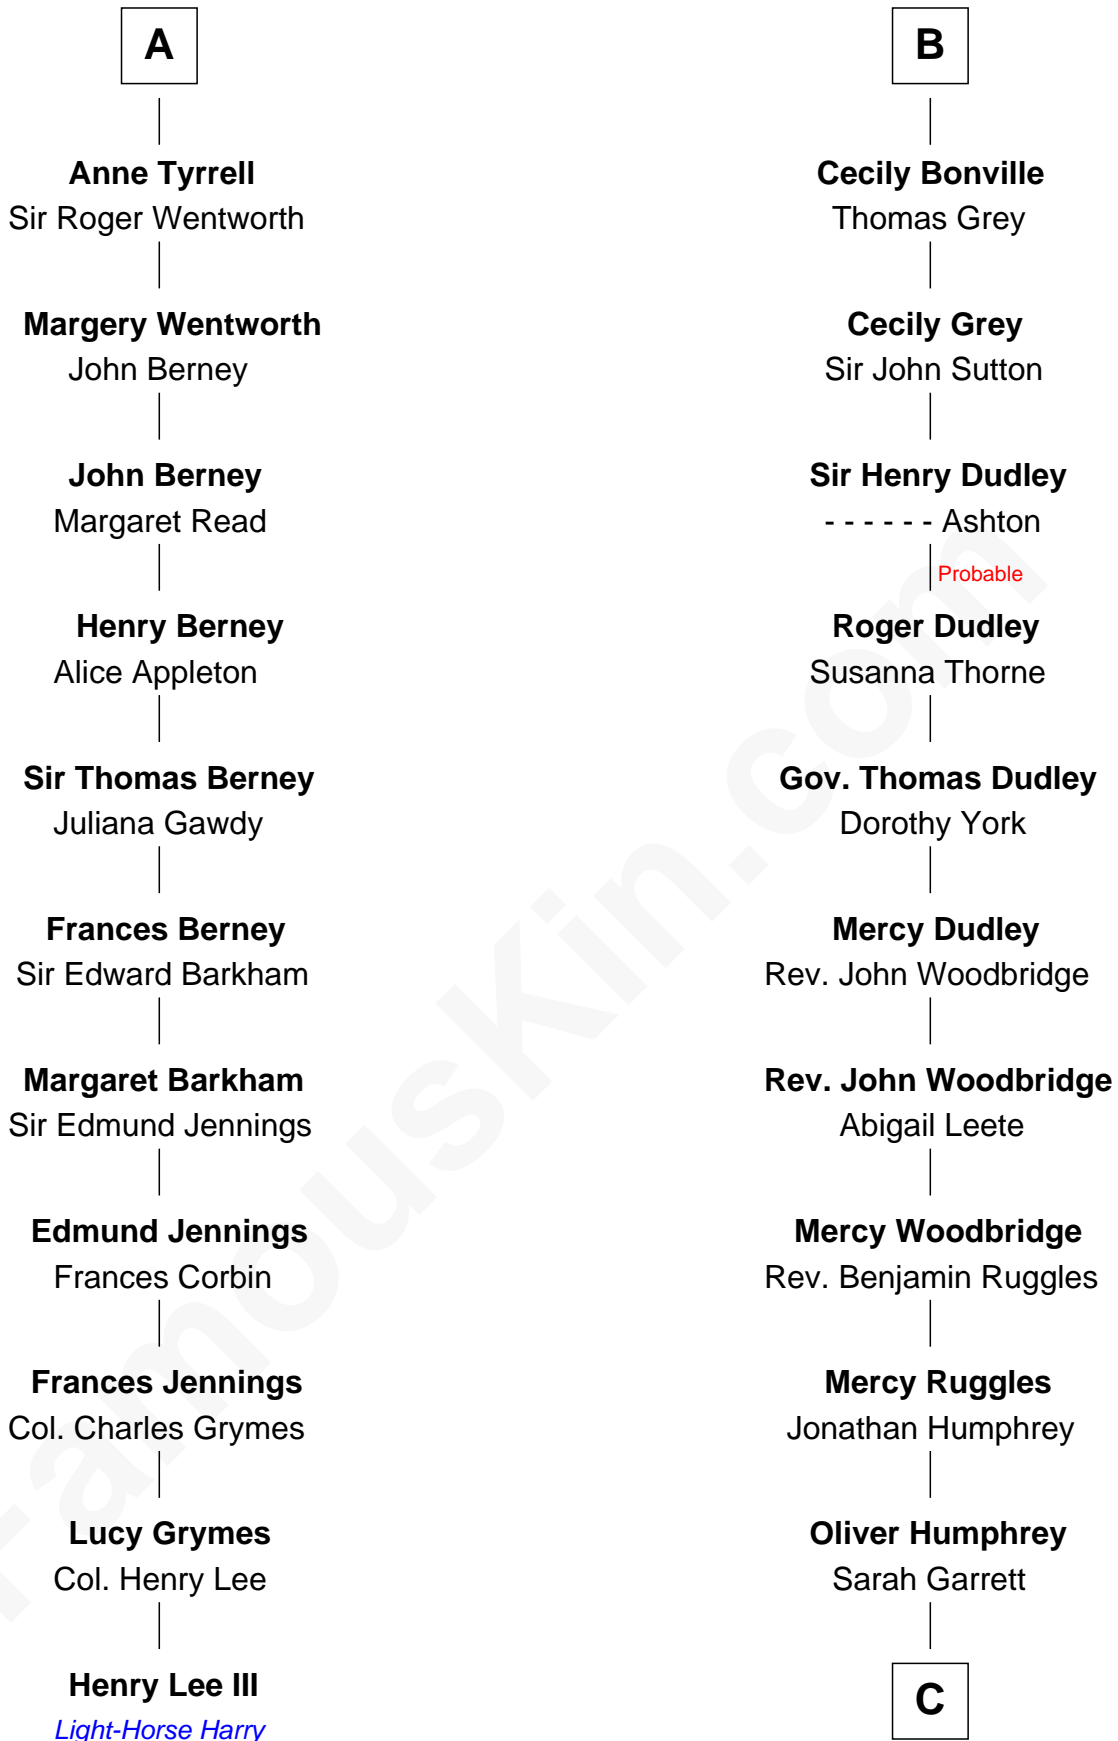 A
Anne Tyrrell
Sir Roger Wentworth
Margery Wentworth
John Berney
John Berney
Margaret Read
Henry Berney
Alice Appleton
Sir Thomas Berney
Juliana Gawdy
Frances Berney
Sir Edward Barkham
Margaret Barkham
Sir Edmund Jennings
Edmund Jennings
Frances Corbin
Frances Jennings
Col. Charles Grymes
Lucy Grymes
Col. Henry Lee
Henry Lee III
Light-Horse Harry
B
Cecily Bonville
Thomas Grey
Cecily Grey
Sir John Sutton
Sir Henry Dudley
- - - - - - Ashton
Probable
Roger Dudley
Susanna Thorne
Gov. Thomas Dudley
Dorothy York
Mercy Dudley
Rev. John Woodbridge
Rev. John Woodbridge
Abigail Leete
Mercy Woodbridge
Rev. Benjamin Ruggles
Mercy Ruggles
Jonathan Humphrey
Oliver Humphrey
Sarah Garrett
C
FamousKin.com